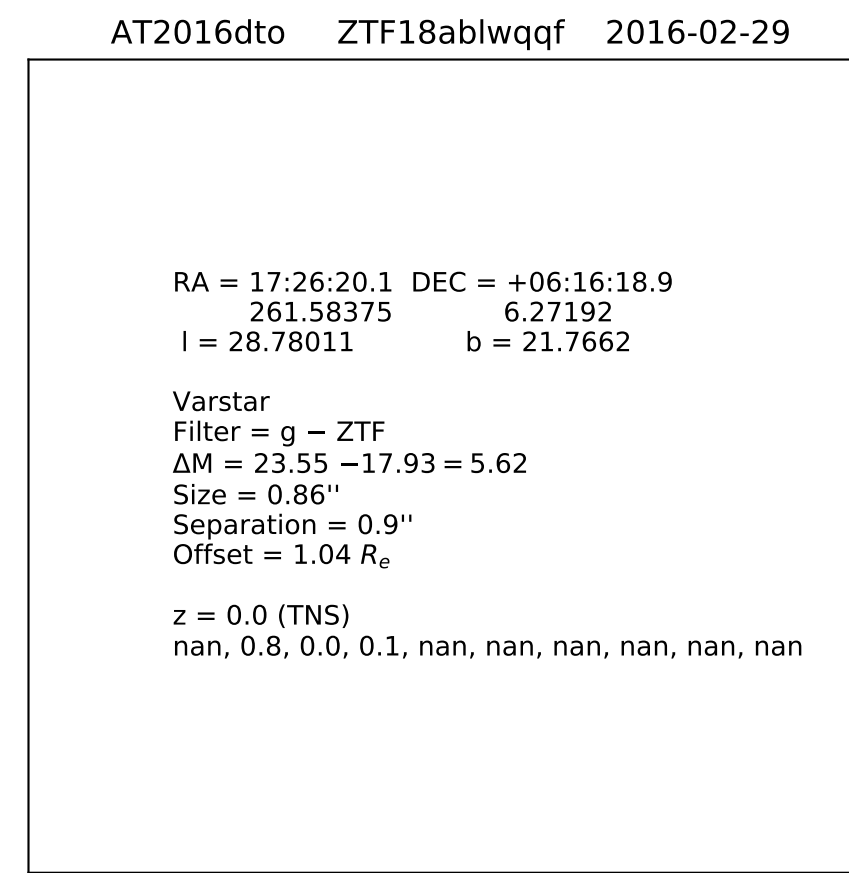 AT2016dto ZTF18ablwqqf 2016-02-29
RA = 17:26:20.1 DEC = +06:16:18.9
261.58375 6.27192
l = 28.78011 b = 21.7662
Varstar
Filter = g − ZTF
ΔM = 23.55 −17.93 = 5.62
Size = 0.86''
Separation = 0.9''
Offset = 1.04 Re
z = 0.0 (TNS)
nan, 0.8, 0.0, 0.1, nan, nan, nan, nan, nan, nan